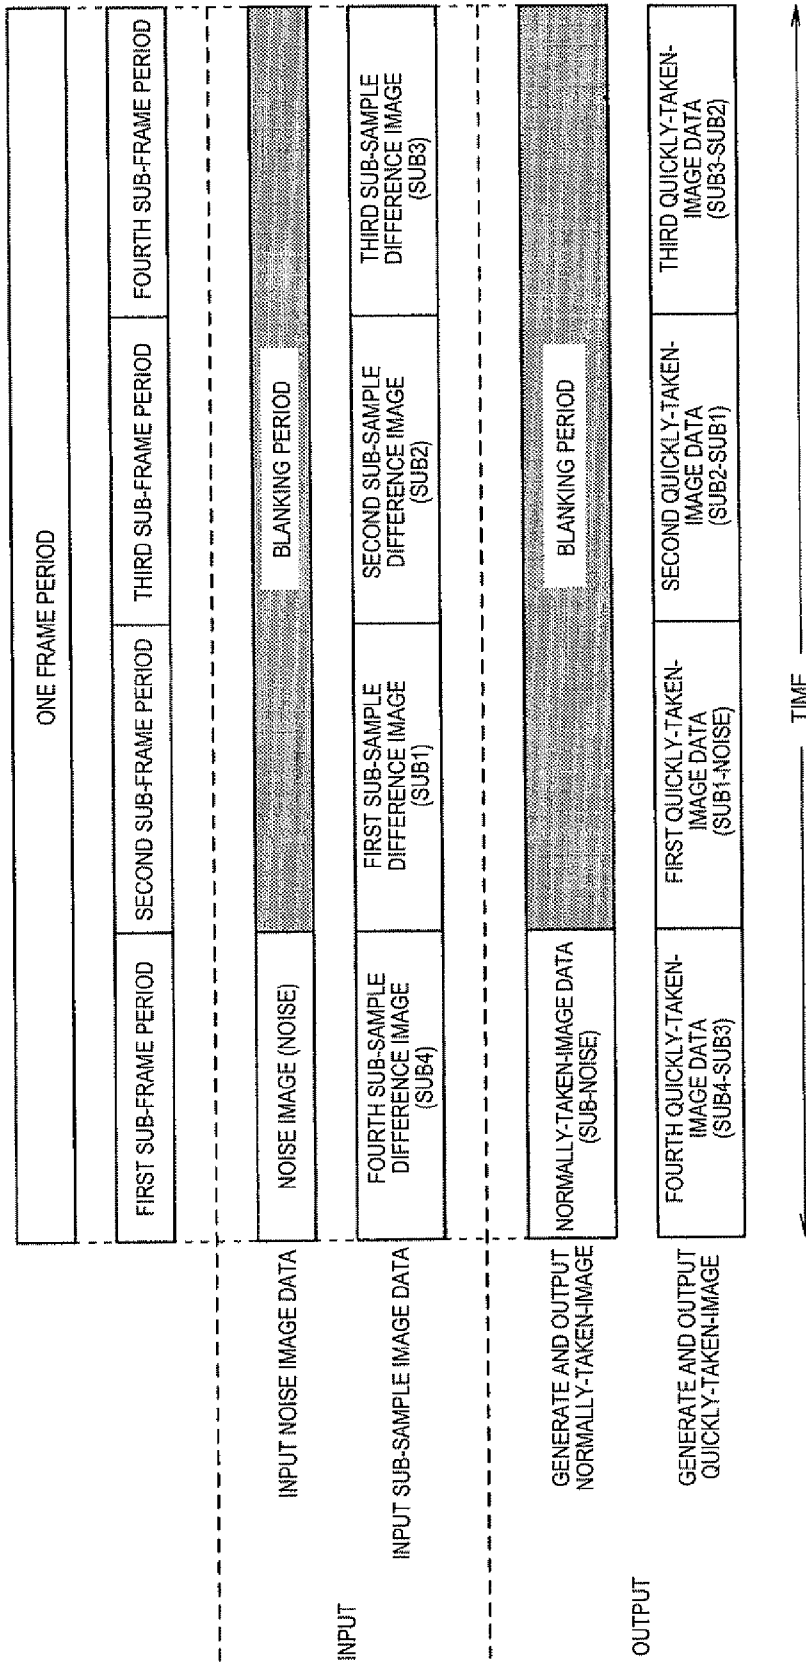 ONE FRAME PERIOD
FIRST SUB-FRAME PERIOD
SECOND SUB-FRAME PERIOD
THIRD SUB-FRAME PERIOD
FOURTH SUB-FRAME PERIOD
INPUT
INPUT NOISE IMAGE DATA
NOISE IMAGE (NOISE)
BLANKING PERIOD
INPUT SUB-SAMPLE IMAGE DATA
FOURTH SUB-SAMPLE
DIFFERENCE IMAGE
(SUB4)
FIRST SUB-SAMPLE
DIFFERENCE IMAGE
(SUB1)
SECOND SUB-SAMPLE
DIFFERENCE IMAGE
(SUB2)
THIRD SUB-SAMPLE
DIFFERENCE IMAGE
(SUB3)
OUTPUT
GENERATE AND OUTPUT
NORMALLY-TAKEN-IMAGE
NORMALLY-TAKEN-IMAGE DATA
(SUB-NOISE)
BLANKING PERIOD
GENERATE AND OUTPUT
QUICKLY-TAKEN-IMAGE
FOURTH QUICKLY-TAKEN-
IMAGE DATA
(SUB4-SUB3)
FIRST QUICKLY-TAKEN-
IMAGE DATA
(SUB1-NOISE)
SECOND QUICKLY-TAKEN-
IMAGE DATA
(SUB2-SUB1)
THIRD QUICKLY-TAKEN-
IMAGE DATA
(SUB3-SUB2)
TIME